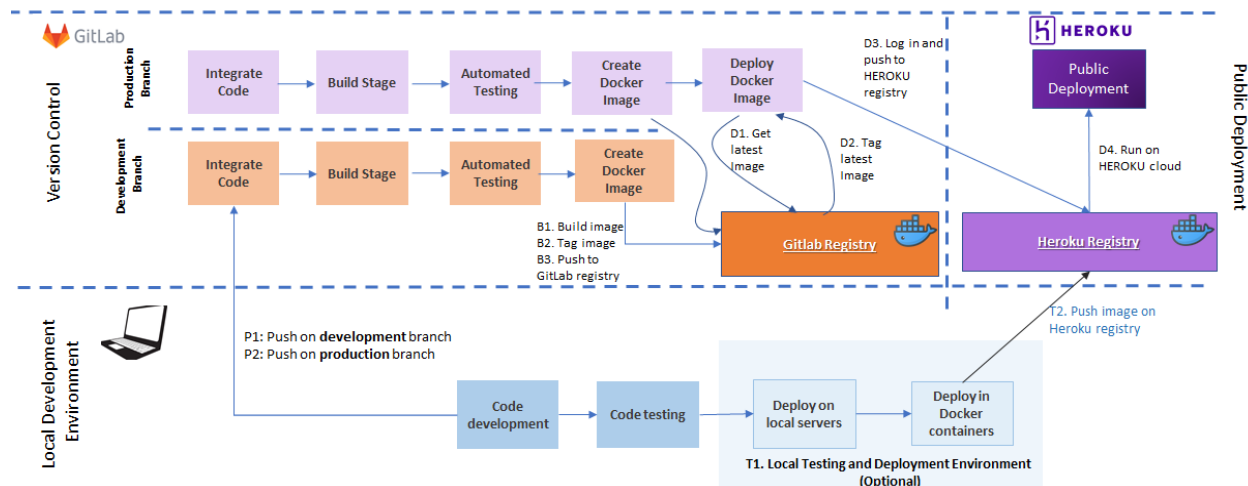 GitLab
HEROKU
Version Control
Production
Branch
Integrate
Code
Build Stage
Automated
Testing
Create
Docker
Image
Deploy
Docker
Image
D3. Log in and
push to
HEROKU
registry
Public
Deployment
Public Deployment
D1. Get
latest
Image
D2. Tag
latest
Image
D4. Run on
HEROKU cloud
Development
Branch
Integrate
Code
Build Stage
Automated
Testing
Create
Docker
Image
B1. Build image
B2. Tag image
B3. Push to
GitLab registry
Gitlab Registry
Heroku Registry
Local Development
Environment
P1: Push on development branch
P2: Push on production branch
T2. Push image on
Heroku registry
Code
development
Code testing
Deploy on
local servers
Deploy in
Docker
containers
T1. Local Testing and Deployment Environment
(Optional)